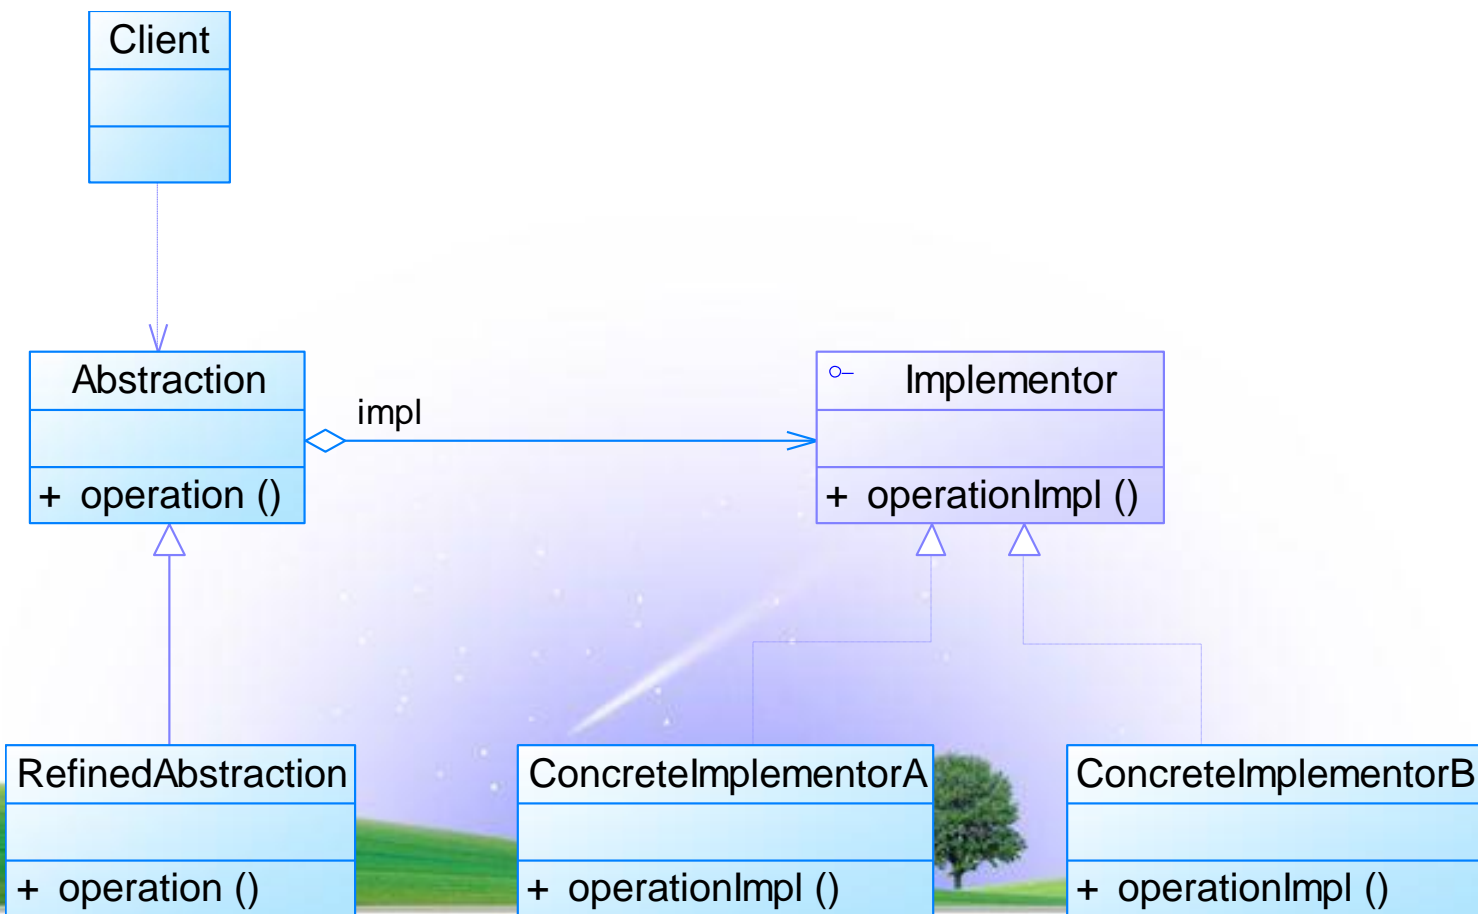 Client
Abstraction
+ operation ()
impl
Implementor
+ operationImpl ()
RefinedAbstraction
+ operation ()
ConcreteImplementorA
+ operationImpl ()
ConcreteImplementorB
+ operationImpl ()